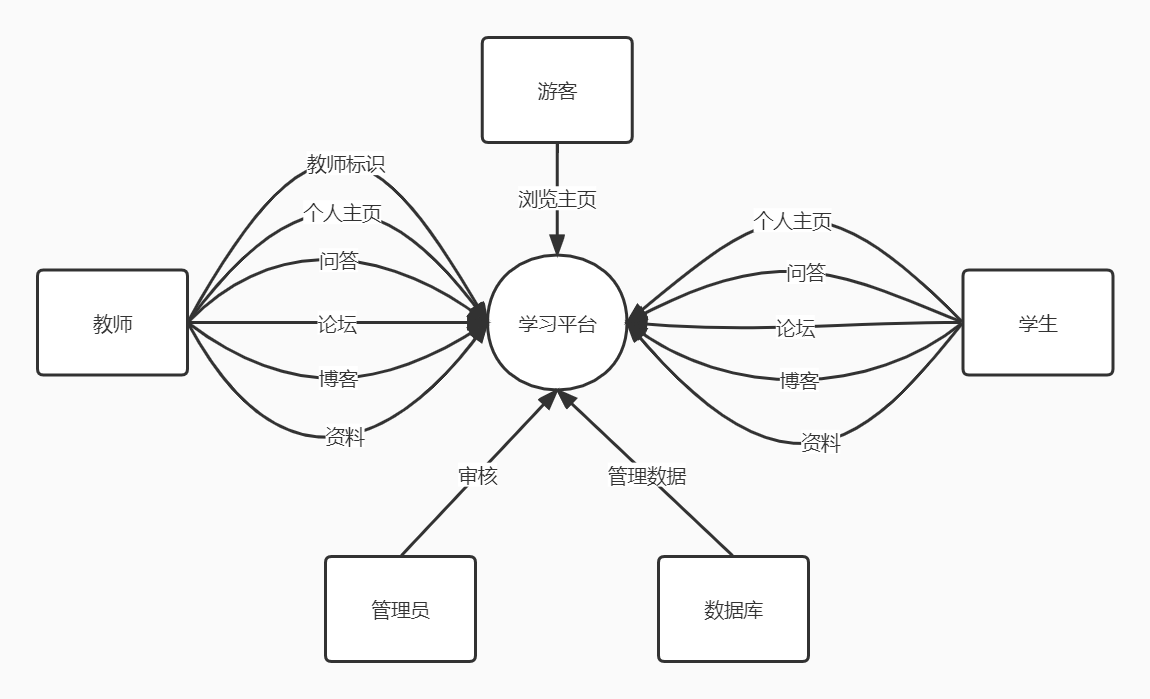 游客
教师标识
浏览主页
个人主页
个人主页
问答
问答
教师
论坛
学习平台
论坛
学生
博客
博客
资料
资料
审核
管理数据
管理员
数据库